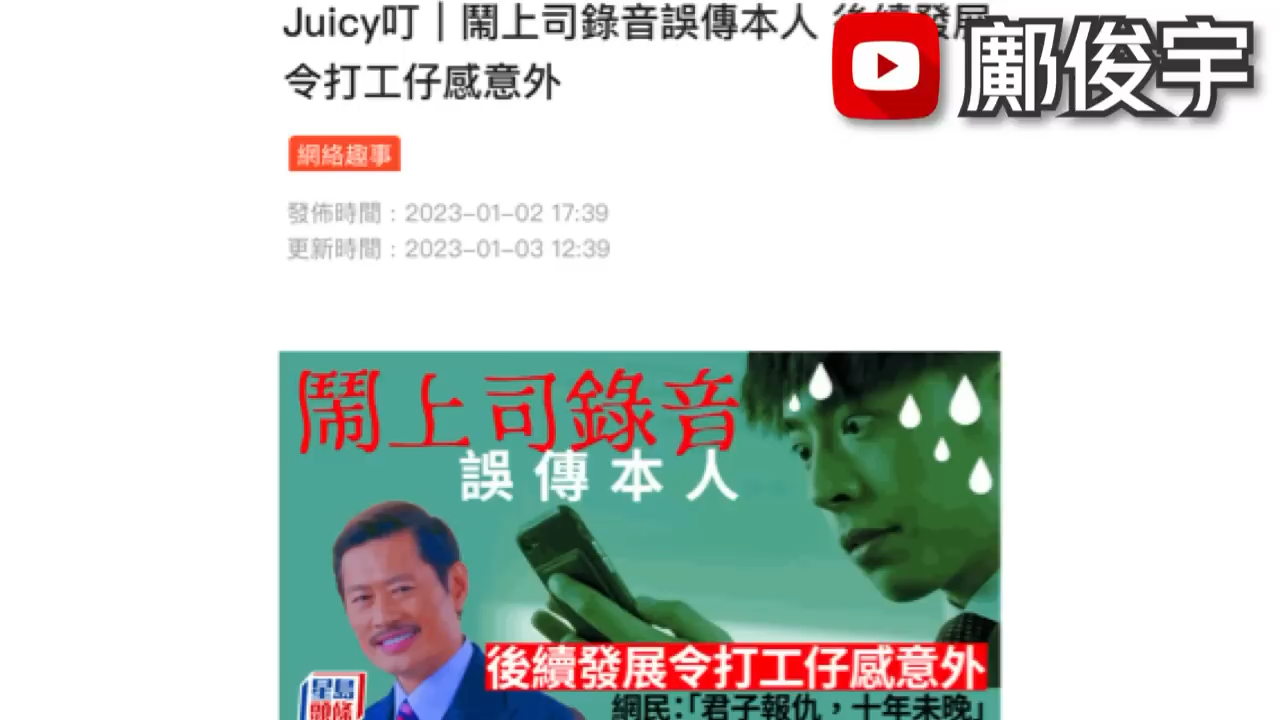 Juicy叮｜鬧上司錄音誤傳本人 後續發展
令打工仔感意外
鄺俊宇
網絡趣事
發佈時間：2023-01-02 17:39
更新時間：2023-01-03 12:39
鬧上司錄音
誤傳本人
後續發展令打工仔感意外
網民：「君子報仇，十年未晚」
星島
頭條